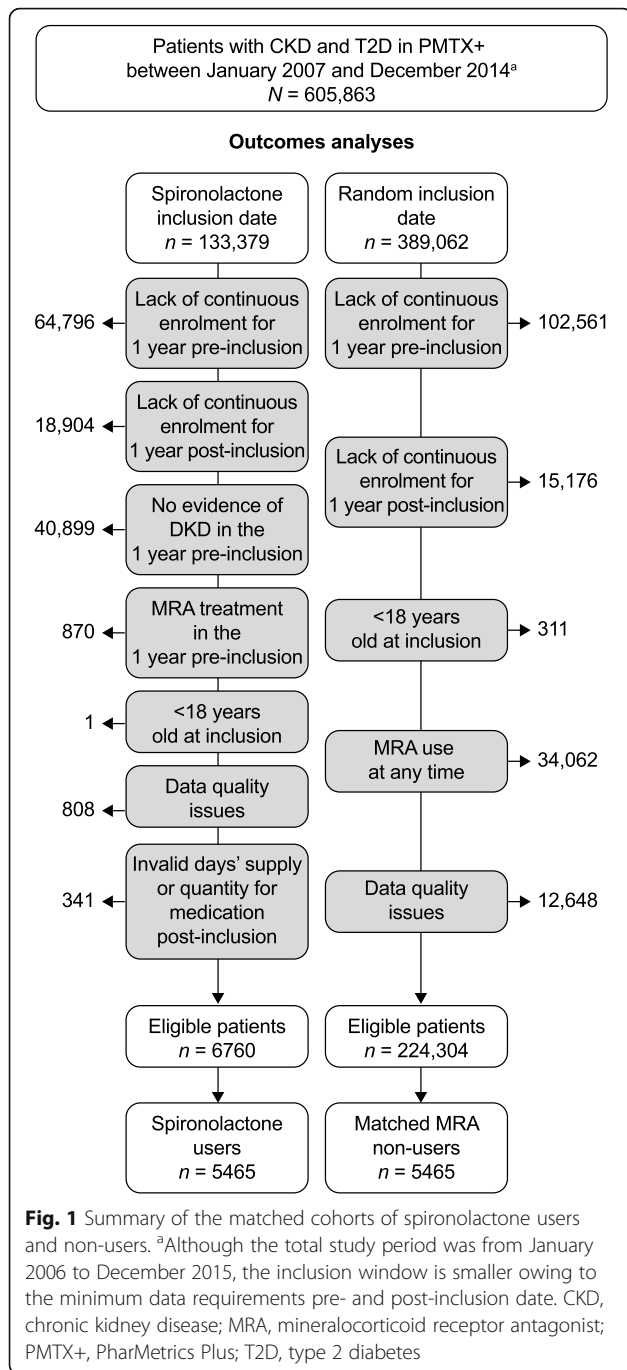 Patients with CKD and T2D in PMTX+
between January 2007 and December 2014ᵃ
N = 605,863
Outcomes analyses
Spironolactone
inclusion date
n = 133,379
Lack of continuous
enrolment for
1 year pre-inclusion
64,796
Lack of continuous
enrolment for
1 year post-inclusion
18,904
No evidence of
DKD in the
1 year pre-inclusion
40,899
MRA treatment
in the
1 year pre-inclusion
870
<18 years
old at inclusion
1
Data quality
issues
808
Invalid days’ supply
or quantity for
medication
post-inclusion
341
Eligible patients
n = 6760
Spironolactone
users
n = 5465
Random inclusion
date
n = 389,062
Lack of continuous
enrolment for
1 year pre-inclusion
102,561
Lack of continuous
enrolment for
1 year post-inclusion
15,176
<18 years
old at inclusion
311
MRA use
at any time
34,062
Data quality
issues
12,648
Eligible patients
n = 224,304
Matched MRA
non-users
n = 5465
Fig. 1 Summary of the matched cohorts of spironolactone users
and non-users. ᵃAlthough the total study period was from January
2006 to December 2015, the inclusion window is smaller owing to
the minimum data requirements pre- and post-inclusion date. CKD,
chronic kidney disease; MRA, mineralocorticoid receptor antagonist;
PMTX+, PharMetrics Plus; T2D, type 2 diabetes